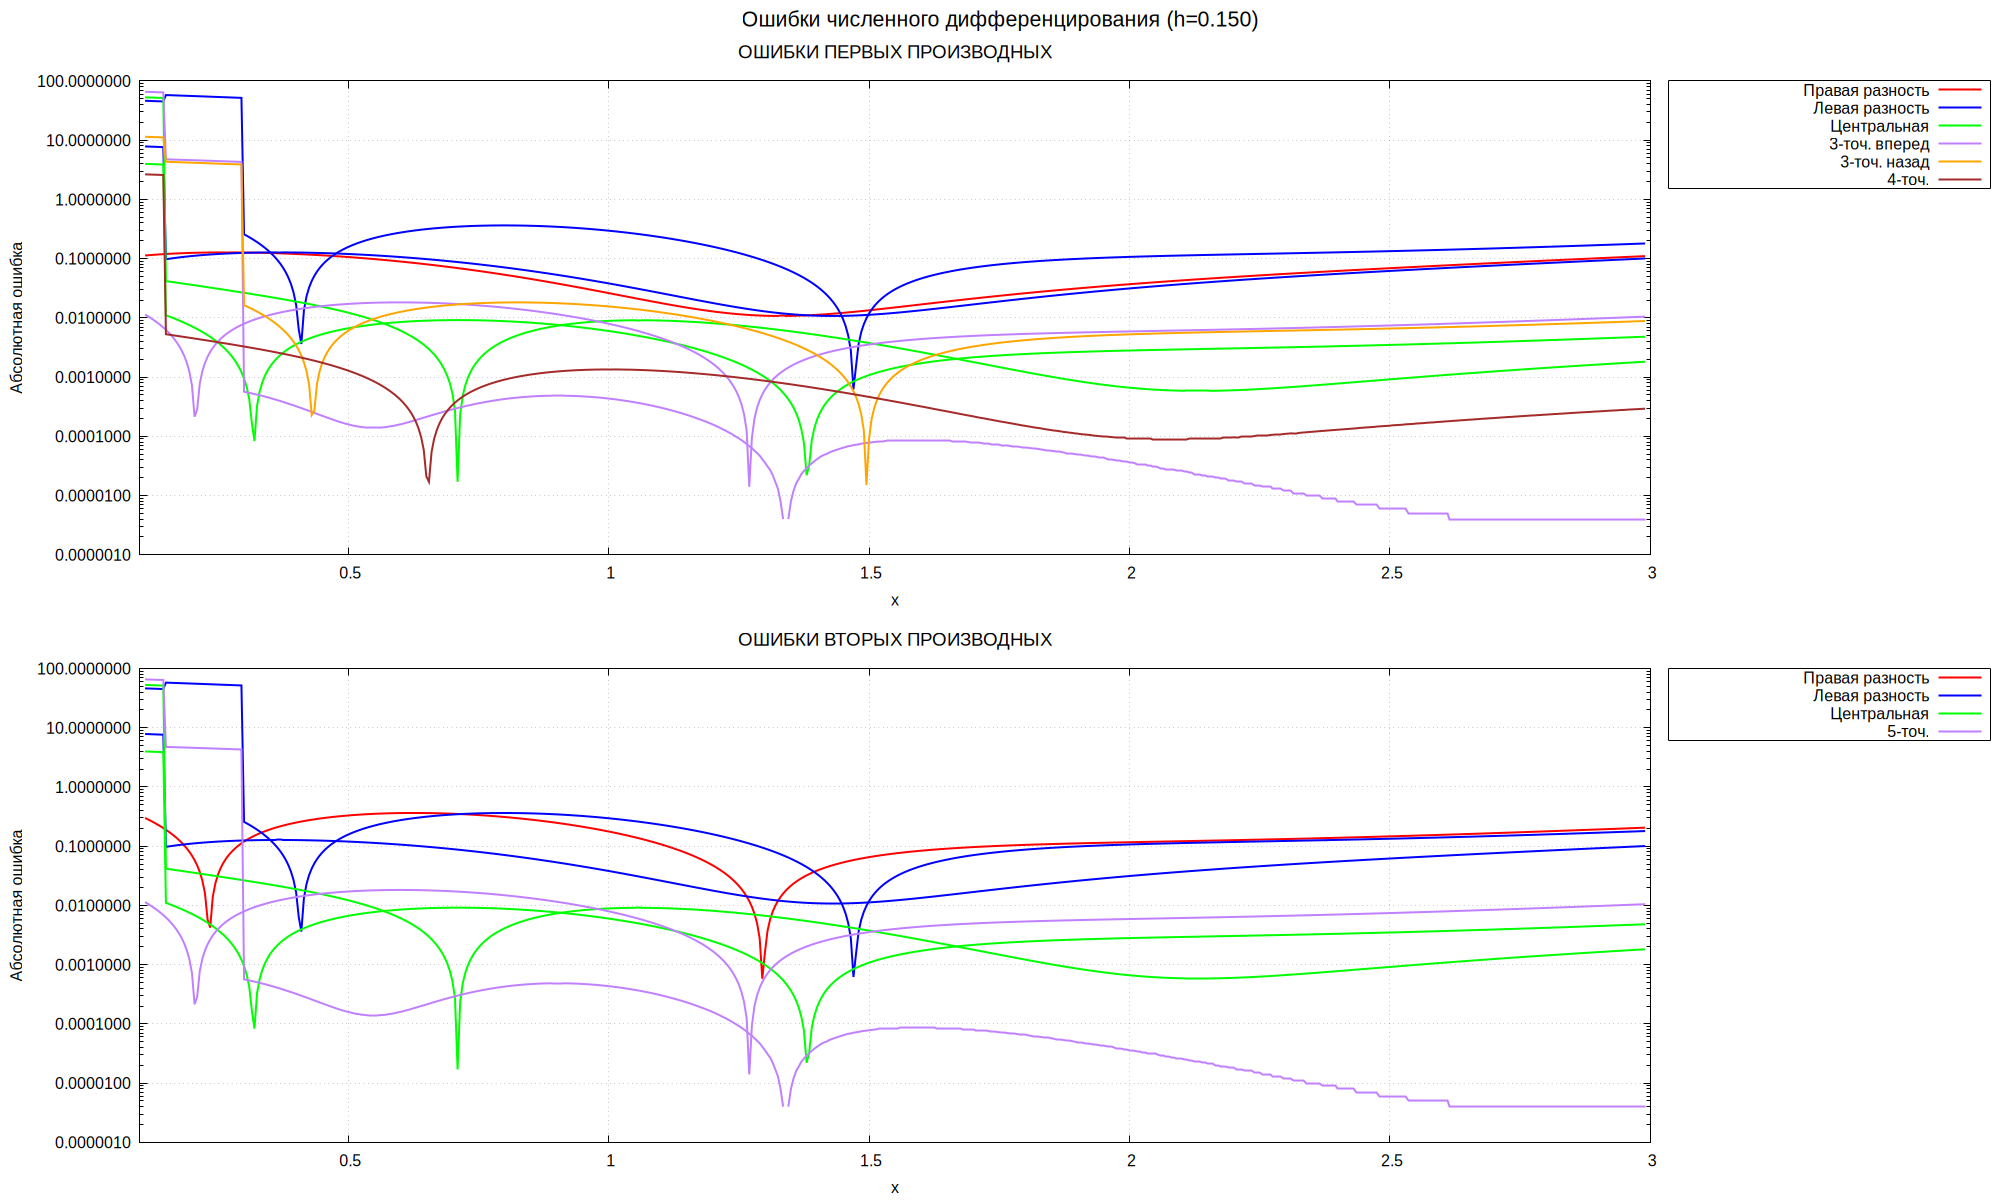 Ошибки численного дифференцирования (h=0.150)
ОШИБКИ ПЕРВЫХ ПРОИЗВОДНЫХ
100.0000000
10.0000000
1.0000000
0.1000000
0.0100000
0.0010000
0.0001000
0.0000100
0.0000010
Абсолютная ошибка
0.5
1
1.5
2
2.5
3
x
Правая разность
Левая разность
Центральная
3-точ. вперед
3-точ. назад
4-точ.
ОШИБКИ ВТОРЫХ ПРОИЗВОДНЫХ
100.0000000
10.0000000
1.0000000
0.1000000
0.0100000
0.0010000
0.0001000
0.0000100
0.0000010
Абсолютная ошибка
0.5
1
1.5
2
2.5
3
x
Правая разность
Левая разность
Центральная
5-точ.